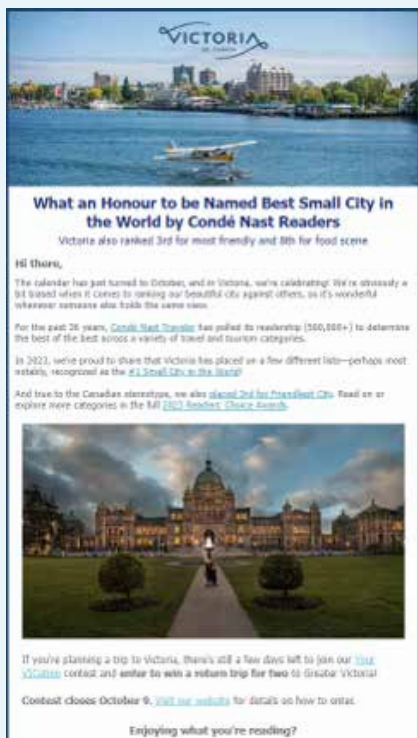 VICTORIA
What an Honour to be Named Best Small City in
the World by Condé Nast Readers
Victoria also ranked 3rd for most friendly and 8th for food scene
Hi there,
The calendar has just turned to October, and in Victoria, we're celebrating! We're obviously a
bit biased when it comes to ranking our beautiful city against others, so it's wonderful
whenever someone else holds the same view.
For the past 36 years, Condé Nast Traveler has polled its readership (500,000+) to determine
the best of the best across a variety of travel and tourism categories.
In 2023, we're proud to share that Victoria has placed on a few different lists—perhaps most
notably, recognized as the #1 Small City in the World!
And true to the Canadian stereotype, we also placed 3rd for Friendliest City. Read on or
explore more categories in the full 2023 Readers' Choice Awards.
If you're planning a trip to Victoria, there's still a few days left to join our Your
VICation contest and enter to win a return trip for two to Greater Victoria!
Contest closes October 9. Visit our website for details on how to enter.
Enjoying what you're reading?